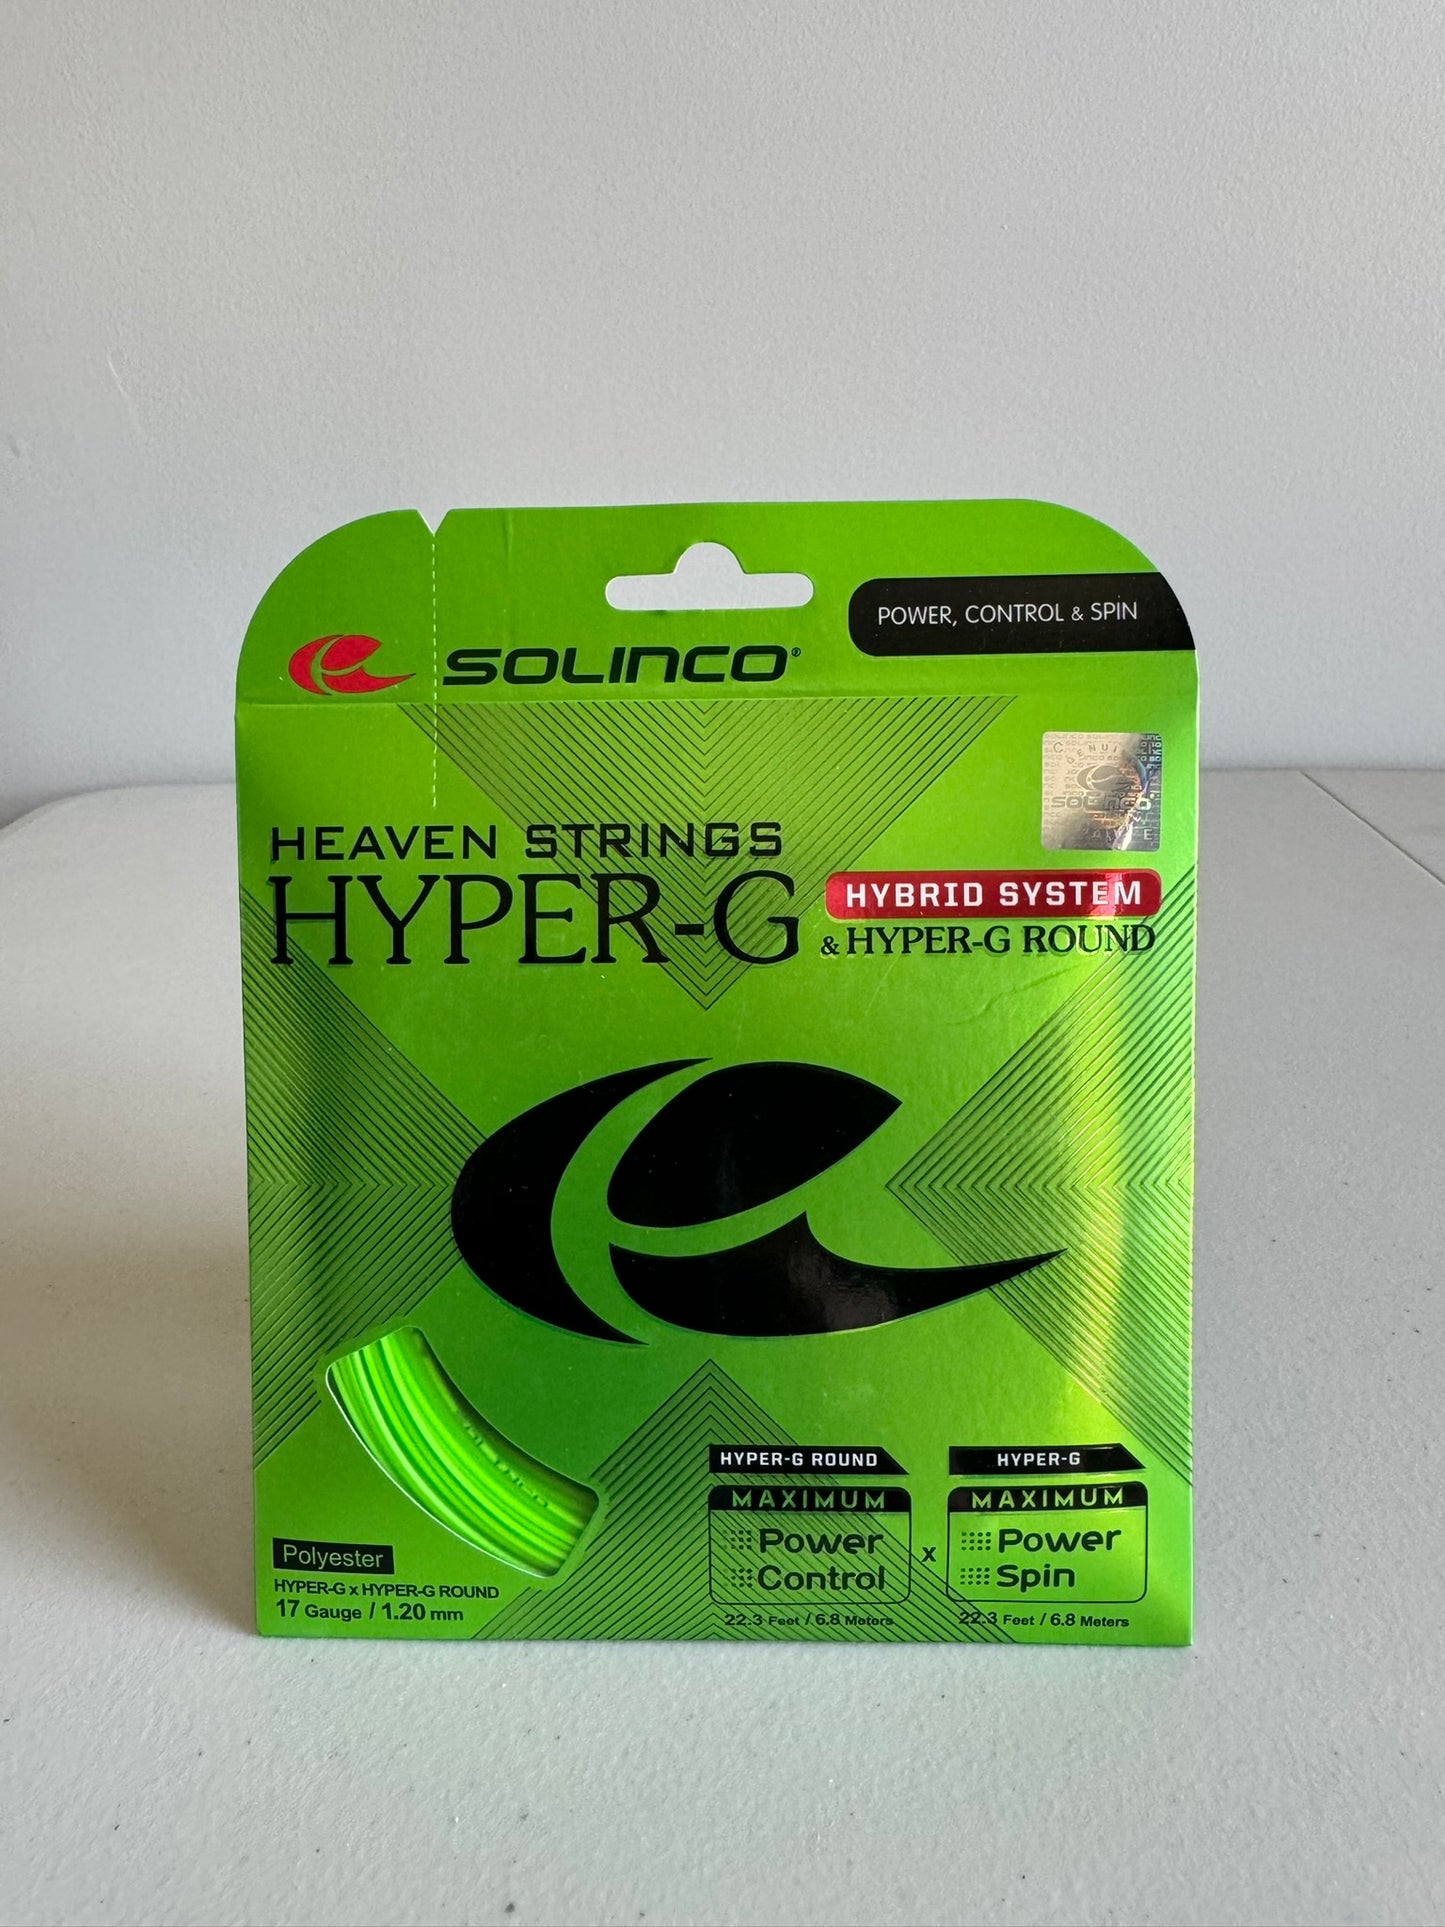 POWER, CONTROL & SPIN
SOLINCO®
HEAVEN STRINGS
HYPER-G
HYBRID SYSTEM
& HYPER-G ROUND
Polyester
HYPER-G x HYPER-G ROUND
17 Gauge / 1.20 mm
HYPER-G ROUND
MAXIMUM
Power
Control
22.3 Feet / 6.8 Meters
x
HYPER-G
MAXIMUM
Power
Spin
22.3 Feet / 6.8 Meters